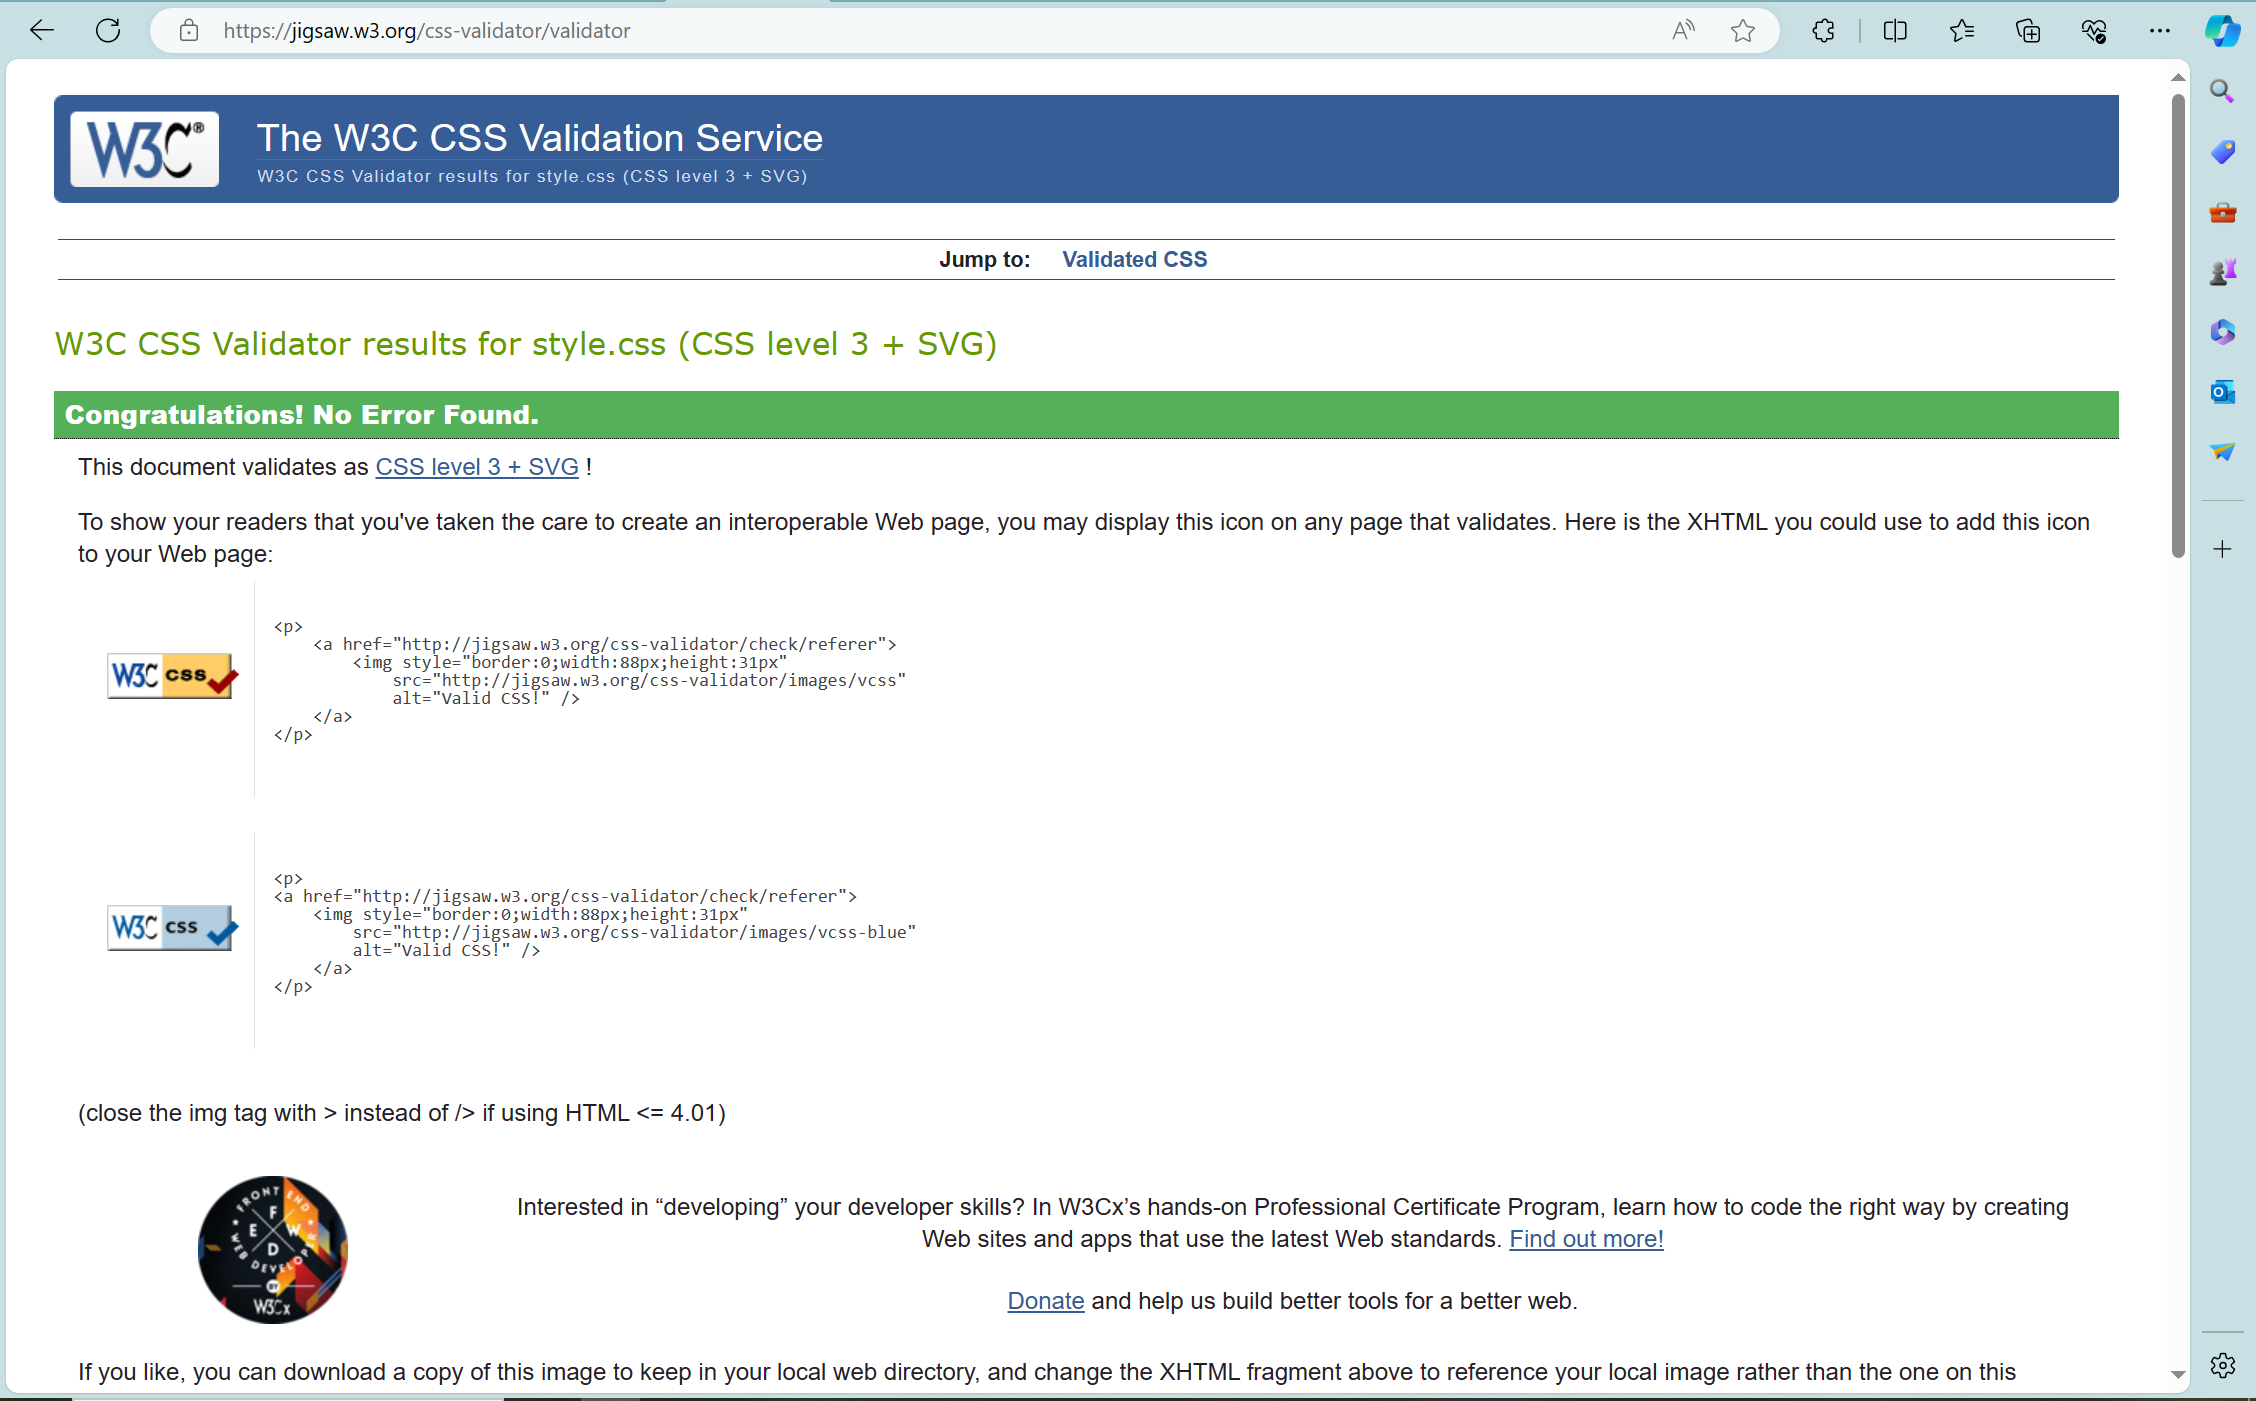 https://jigsaw.w3.org/css-validator/validator
W3C®
The W3C CSS Validation Service
W3C CSS Validator results for style.css (CSS level 3 + SVG)
Jump to: Validated CSS
W3C CSS Validator results for style.css (CSS level 3 + SVG)
Congratulations! No Error Found.
This document validates as CSS level 3 + SVG !
To show your readers that you've taken the care to create an interoperable Web page, you may display this icon on any page that validates. Here is the XHTML you could use to add this icon
to your Web page:
W3C css
<p>
    <a href="http://jigsaw.w3.org/css-validator/check/referer">
        <img style="border:0;width:88px;height:31px"
            src="http://jigsaw.w3.org/css-validator/images/vcss"
            alt="Valid CSS!" />
    </a>
</p>
W3C css
<p>
<a href="http://jigsaw.w3.org/css-validator/check/referer">
    <img style="border:0;width:88px;height:31px"
        src="http://jigsaw.w3.org/css-validator/images/vcss-blue"
        alt="Valid CSS!" />
    </a>
</p>
(close the img tag with > instead of /> if using HTML <= 4.01)
FRONT END
F
E W
D
WEB DEVELOPER
BY
W3Cx
Interested in “developing” your developer skills? In W3Cx’s hands-on Professional Certificate Program, learn how to code the right way by creating
Web sites and apps that use the latest Web standards. Find out more!
Donate and help us build better tools for a better web.
If you like, you can download a copy of this image to keep in your local web directory, and change the XHTML fragment above to reference your local image rather than the one on this